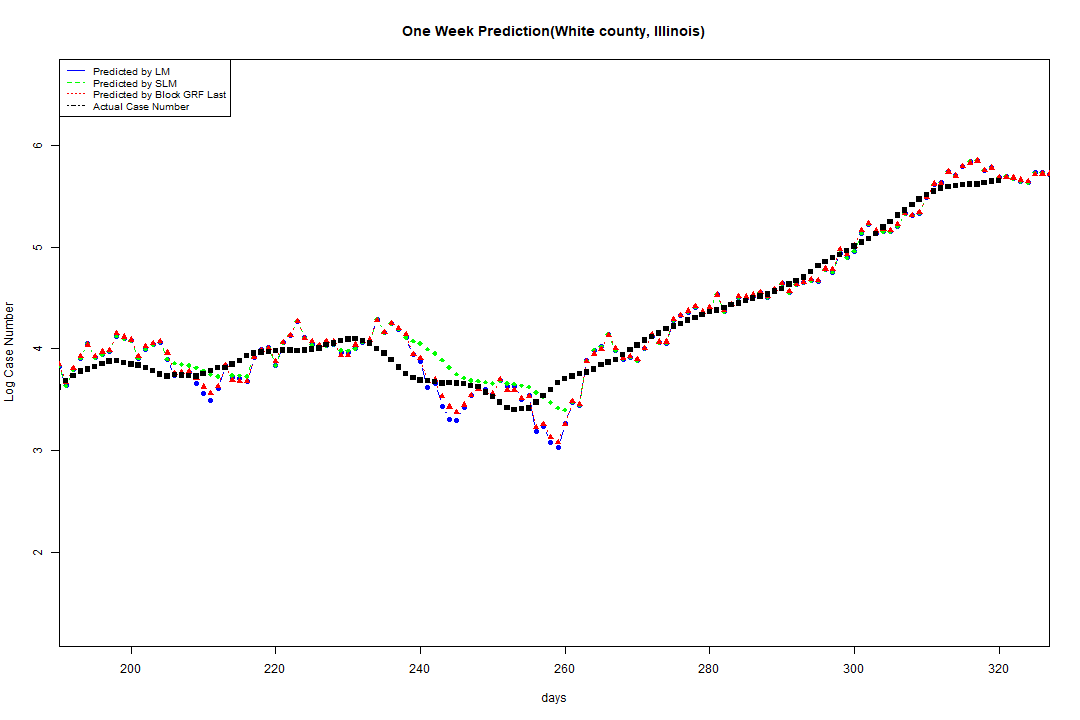 One Week Prediction(White county, Illinois)
Predicted by LM
Predicted by SLM
Predicted by Block GRF Last
Actual Case Number
6
5
4
3
2
Log Case Number
200 220 240 260 280 300 320
days